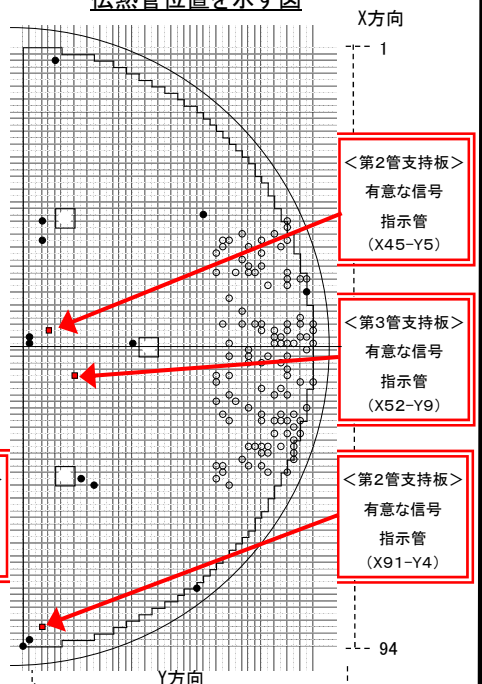 伝熱管位置を示す図
X方向
1
<第2管支持板>
有意な信号
指示管
(X45-Y5)
<第3管支持板>
有意な信号
指示管
(X52-Y9)
<第2管支持板>
有意な信号
指示管
(X91-Y4)
94
Y方向